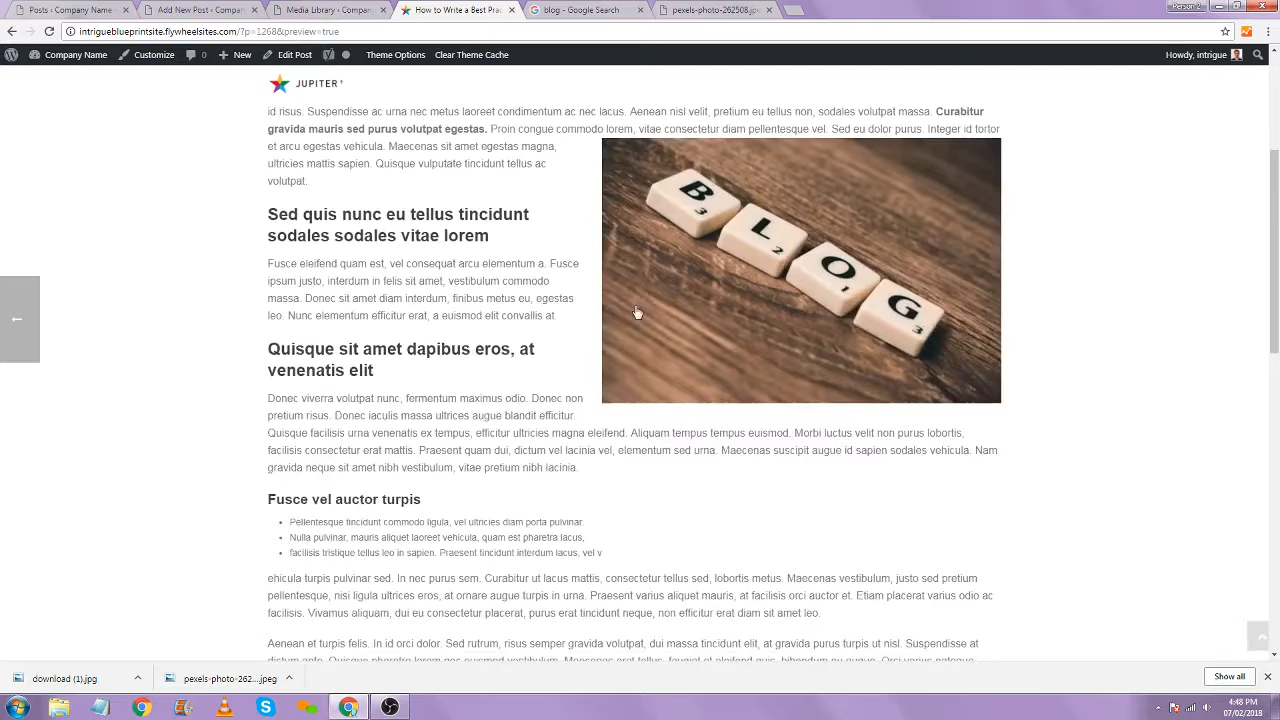 Posts ‹ Company Name
Add New Post ‹ Compan
Media Library ‹ Compan
How to Write a Best Prac
blog - Google Search
pexels-photo-262508.jp
Person 9
intrigueblueprintsite.flywheelsites.com/?p=1268&preview=true
Company Name
Customize
0
New
Edit Post
Theme Options
Clear Theme Cache
Howdy, intrigue
JUPITER
id risus. Suspendisse ac urna nec metus laoreet condimentum ac nec lacus. Aenean nisl velit, pretium eu tellus non, sodales volutpat massa. Curabitur
gravida mauris sed purus volutpat egestas. Proin congue commodo lorem, vitae consectetur diam pellentesque vel. Sed eu dolor purus. Integer id tortor
et arcu egestas vehicula. Maecenas sit amet egestas magna,
ultricies mattis sapien. Quisque vulputate tincidunt tellus ac
volutpat.
B 3
L 2
O 1
G 3
Sed quis nunc eu tellus tincidunt
sodales sodales vitae lorem
Fusce eleifend quam est, vel consequat arcu elementum a. Fusce
ipsum justo, interdum in felis sit amet, vestibulum commodo
massa. Donec sit amet diam interdum, finibus metus eu, egestas
leo. Nunc elementum efficitur erat, a euismod elit convallis at.
Quisque sit amet dapibus eros, at
venenatis elit
Donec viverra volutpat nunc, fermentum maximus odio. Donec non
pretium risus. Donec iaculis massa ultrices augue blandit efficitur.
Quisque facilisis urna venenatis ex tempus, efficitur ultricies magna eleifend. Aliquam tempus tempus euismod. Morbi luctus velit non purus lobortis,
facilisis consectetur erat mattis. Praesent quam dui, dictum vel lacinia vel, elementum sed urna. Maecenas suscipit augue id sapien sodales vehicula. Nam
gravida neque sit amet nibh vestibulum, vitae pretium nibh lacinia.
Fusce vel auctor turpis
Pellentesque tincidunt commodo ligula, vel ultricies diam porta pulvinar.
Nulla pulvinar, mauris aliquet laoreet vehicula, quam est pharetra lacus,
facilisis tristique tellus leo in sapien. Praesent tincidunt interdum lacus, vel v
ehicula turpis pulvinar sed. In nec purus sem. Curabitur ut lacus mattis, consectetur tellus sed, lobortis metus. Maecenas vestibulum, justo sed pretium
pellentesque, nisi ligula ultrices eros, at ornare augue turpis in urna. Praesent varius aliquet mauris, at facilisis orci auctor et. Etiam placerat varius odio ac
facilisis. Vivamus aliquam, dui eu consectetur placerat, purus erat tincidunt neque, non efficitur erat diam sit amet leo.
Aenean et turpis felis. In id orci dolor. Sed rutrum, risus semper gravida volutpat, dui massa tincidunt elit, at gravida purus turpis ut nisl. Suspendisse at
download (1).jpg
pexels-photo-262....jpeg
Show all
4:48 PM
07/02/2018